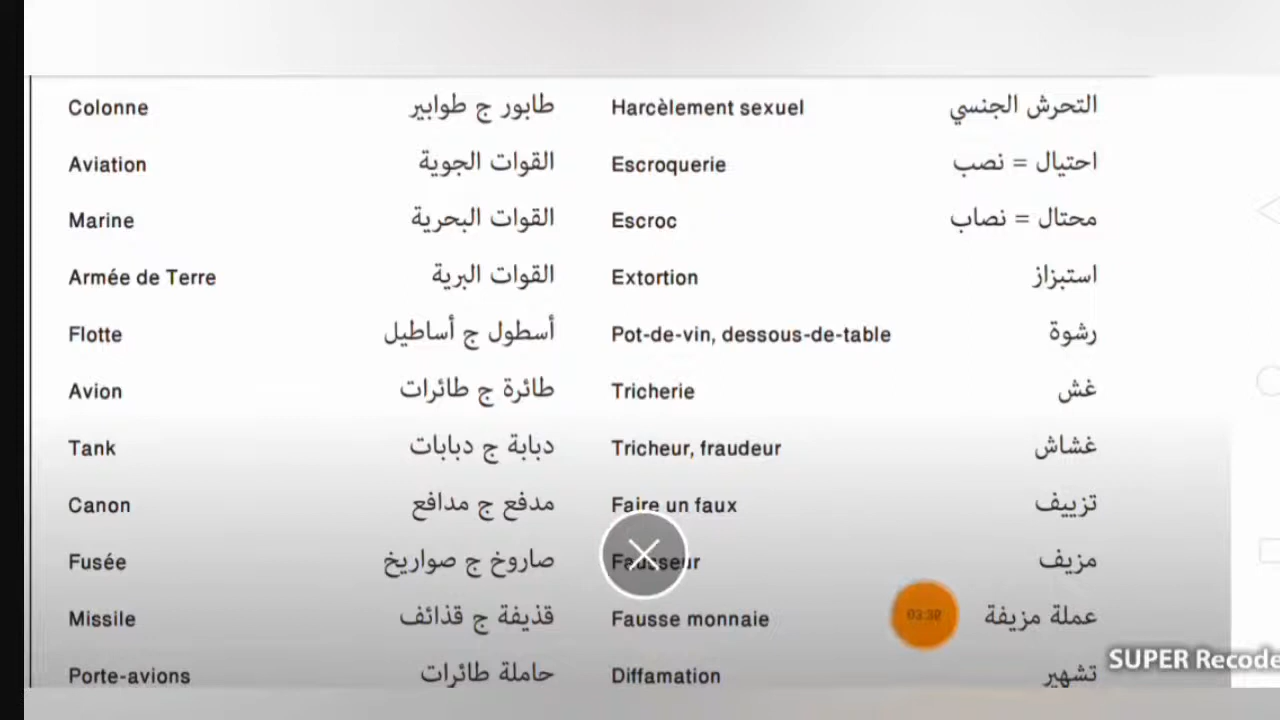 Colonne طابور ج طوابير
Aviation القوات الجوية
Marine القوات البحرية
Armée de Terre القوات البرية
Flotte أسطول ج أساطيل
Avion طائرة ج طائرات
Tank دبابة ج دبابات
Canon مدفع ج مدافع
Fusée صاروخ ج صواريخ
Missile قذيفة ج قذائف
Porte-avions حاملة طائرات
Harcèlement sexuel التحرش الجنسي
Escroquerie احتيال = نصب
Escroc محتال = نصاب
Extortion استبزاز
Pot-de-vin, dessous-de-table رشوة
Tricherie غش
Tricheur, fraudeur غشاش
Faire un faux تزييف
Fausseur مزيف
Fausse monnaie عملة مزيفة
Diffamation تشهير
03:39
SUPER Recode